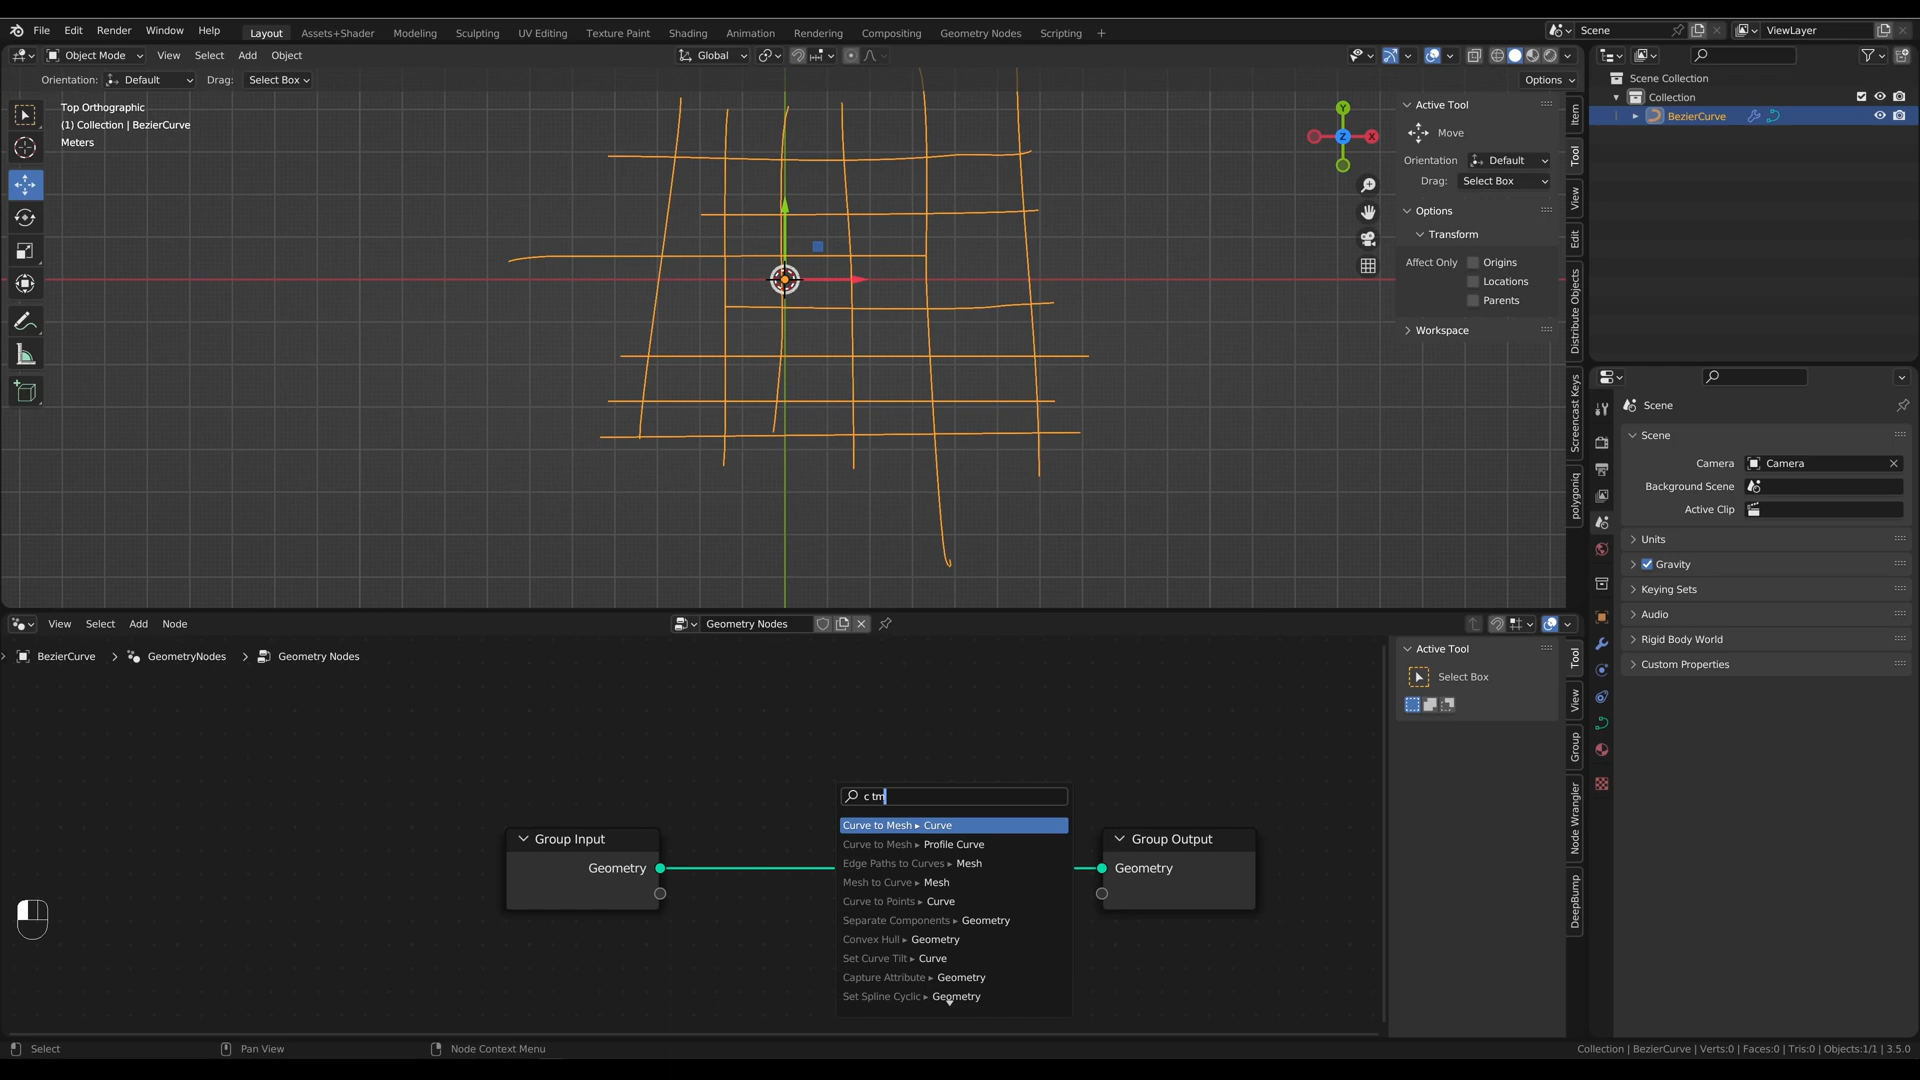 File Edit Render Window Help Layout Assets+Shader Modeling Sculpting UV Editing Texture Paint Shading Animation Rendering Compositing Geometry Nodes Scripting + Scene ViewLayer
Object Mode View Select Add Object Global
Orientation: Default Drag: Select Box Options
Top Orthographic
(1) Collection | BezierCurve
Meters
Y
X
Z
Active Tool
Move
Orientation Default
Drag: Select Box
Options
Transform
Affect Only Origins
Locations
Parents
Workspace
Item
Tool
View
Edit
Distribute Objects
Screencast Keys
polygoniq
Scene Collection
Collection
BezierCurve
Scene
Scene
Camera Camera
Background Scene
Active Clip
Units
Gravity
Keying Sets
Audio
Rigid Body World
Custom Properties
View Select Add Node Geometry Nodes
BezierCurve GeometryNodes Geometry Nodes
Group Input
Geometry
c tm
Curve to Mesh ▸ Curve
Curve to Mesh ▸ Profile Curve
Edge Paths to Curves ▸ Mesh
Mesh to Curve ▸ Mesh
Curve to Points ▸ Curve
Separate Components ▸ Geometry
Convex Hull ▸ Geometry
Set Curve Tilt ▸ Curve
Capture Attribute ▸ Geometry
Set Spline Cyclic ▸ Geometry
Group Output
Geometry
Active Tool
Select Box
Tool
View
Group
Node Wrangler
DeepBump
Select Pan View Node Context Menu Collection | BezierCurve | Verts:0 | Faces:0 | Tris:0 | Objects:1/1 | 3.5.0